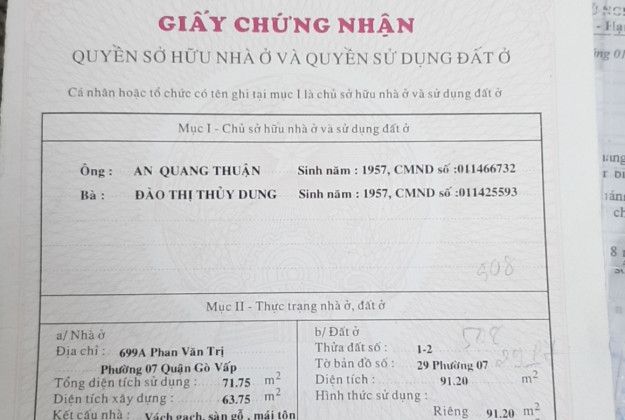 GIẤY CHỨNG NHẬN
QUYỀN SỞ HỮU NHÀ Ở VÀ QUYỀN SỬ DỤNG ĐẤT Ở
Cá nhân hoặc tổ chức có tên ghi tại mục I là chủ sở hữu nhà ở và sử dụng đất ở
Mục I - Chủ sở hữu nhà ở và sử dụng đất ở
Ông : AN QUANG THUẬN Sinh năm : 1957, CMND số :011466732
Bà : ĐÀO THỊ THỦY DUNG Sinh năm : 1957, CMND số :011425593
Mục II - Thực trạng nhà ở, đất ở
a/ Nhà ở
Địa chỉ : 699A Phan Văn Trị
Phường 07 Quận Gò Vấp
Tổng diện tích sử dụng : 71.75 m2
Diện tích xây dựng : 63.75 m2
Kết cấu nhà : Vách gạch, sàn gỗ , mái tôn
b/ Đất ở
Thửa đất số : 1-2
Tờ bản đồ số : 29 Phường 07
Diện tích : 91.20 m2
Hình thức sử dụng :
Riêng 91.20 m2